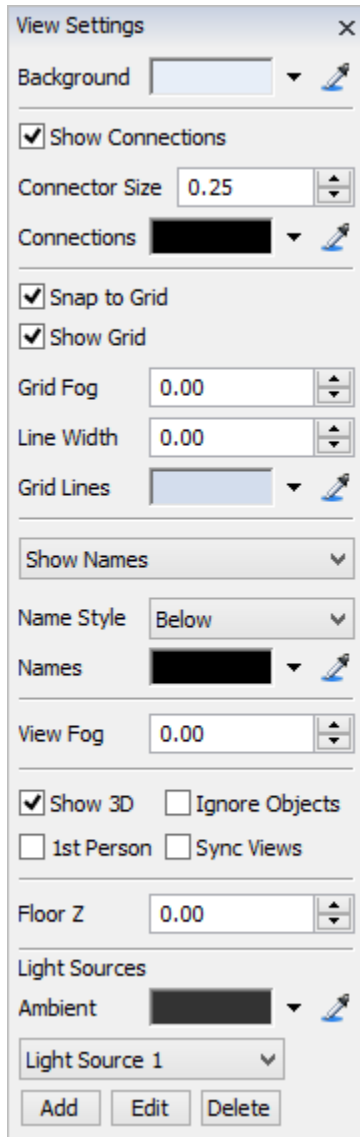 View Settings
Background
Show Connections
Connector Size 0.25
Connections
Snap to Grid
Show Grid
Grid Fog 0.00
Line Width 0.00
Grid Lines
Show Names
Name Style Below
Names
View Fog 0.00
Show 3D Ignore Objects
1st Person Sync Views
Floor Z 0.00
Light Sources
Ambient
Light Source 1
Add Edit Delete